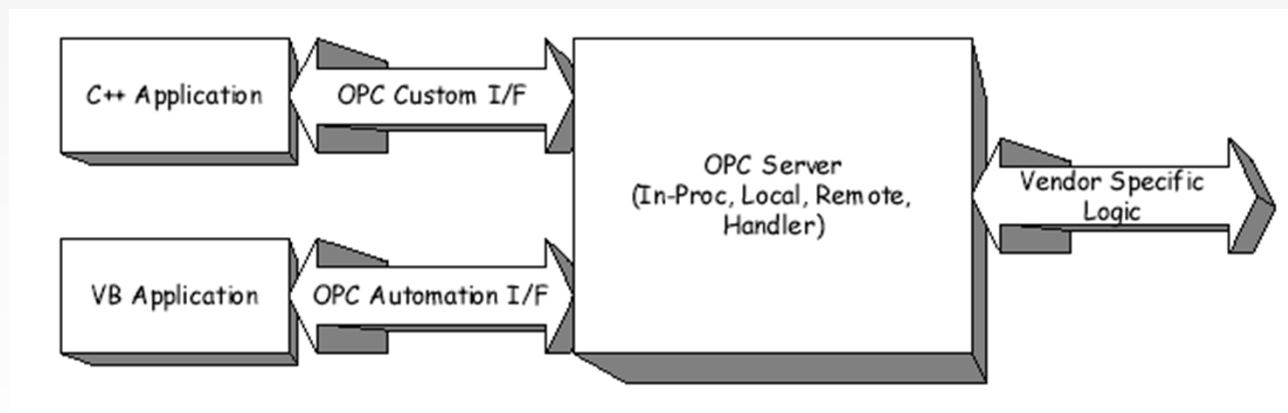 C++ Application
OPC Custom I/F
OPC Server
(In-Proc, Local, Remote,
Handler)
Vendor Specific
Logic
VB Application
OPC Automation I/F